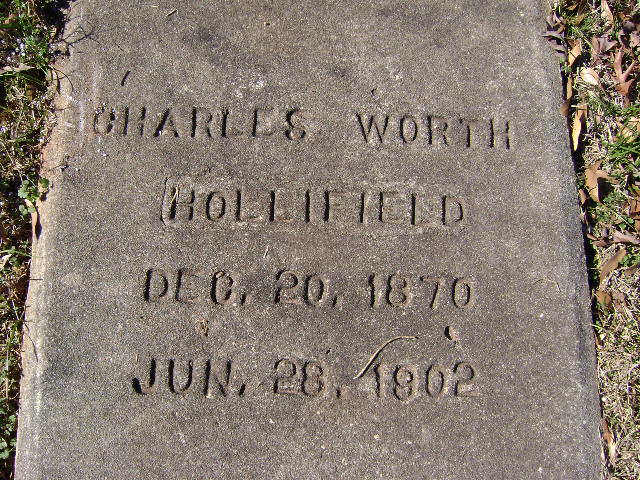 CHARLES WORTH
HOLLIFIELD
DEC. 20, 1870
JUN. 28, 1902